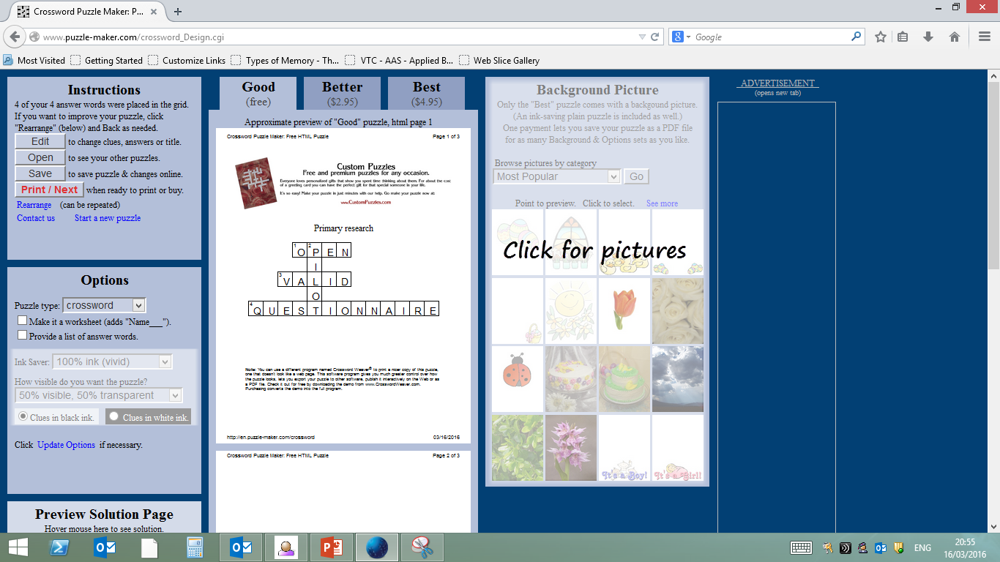 Crossword Puzzle Maker: P...
www.puzzle-maker.com/crossword_Design.cgi
Google
Most Visited
Getting Started
Customize Links
Types of Memory - Th...
VTC - AAS - Applied B...
Web Slice Gallery
Instructions
4 of your 4 answer words were placed in the grid.
If you want to improve your puzzle, click
"Rearrange" (below) and Back as needed.
Edit to change clues, answers or title.
Open to see your other puzzles.
Save to save puzzle & changes online.
Print / Next when ready to print or buy.
Rearrange (can be repeated)
Contact us Start a new puzzle
Options
Puzzle type: crossword
Make it a worksheet (adds "Name___").
Provide a list of answer words.
Ink Saver: 100% ink (vivid)
How visible do you want the puzzle?
50% visible, 50% transparent
Clues in black ink. Clues in white ink.
Click Update Options if necessary.
Preview Solution Page
Hover mouse here to see solution.
Good
(free)
Better
($2.95)
Best
($4.95)
Approximate preview of "Good" puzzle, html page 1
Crossword Puzzle Maker: Free HTML Puzzle Page 1 of 3
Custom Puzzles
Free and premium puzzles for any occasion.
Everyone loves personalized gifts that show you spent time thinking about them. For about the cost
of a greeting card you can have the perfect gift for that special someone in your life.
It's so easy! Make your puzzle in just minutes with our help. Go make your puzzle now at:
www.CustomPuzzles.com
Primary research
1 O 2 P E N
I
3 V A L I D
O
4 Q U E S T I O N N A I R E
Note: You can use a different program named Crossword Weaver® to print a nicer copy of this puzzle,
one that doesn't look like a web page. This software program gives you much greater control over how
the puzzle looks, lets you export your puzzle to other software, publish it interactively on the Web or as
a PDF file. Check it out for free by downloading the demo from www.CrosswordWeaver.com.
Purchasing converts the demo into the full program.
http://en.puzzle-maker.com/crossword 03/16/2016
Crossword Puzzle Maker: Free HTML Puzzle Page 2 of 3
Background Picture
Only the "Best" puzzle comes with a backgound picture.
(An ink-saving plain puzzle is included as well.)
One payment lets you save your puzzle as a PDF file
for as many Background & Options sets as you like.
Browse pictures by category
Most Popular Go
Point to preview. Click to select. See more
Click for pictures
It's a Boy!
It's a Girl!
ADVERTISEMENT
(opens new tab)
ENG
20:55
16/03/2016